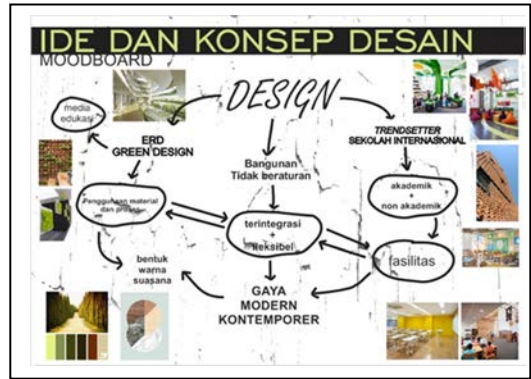 IDE DAN KONSEP DESAIN
MOODBOARD
DESIGN
media
edukasi
ERD
GREEN DESIGN
TRENDSETTER
SEKOLAH INTERNASIONAL
Bangunan
Tidak beraturan
Penggunaan material
dan proses
akademik
+
non akademik
terintegrasi
+
fleksibel
fasilitas
bentuk
warna
suasana
GAYA
MODERN
KONTEMPORER